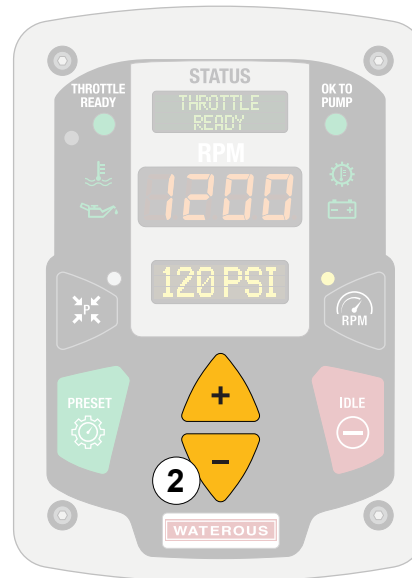 STATUS
THROTTLE
READY
THROTTLE
READY
OK TO
PUMP
RPM
1200
120 PSI
P
RPM
+
PRESET
IDLE
-
2
WATEROUS